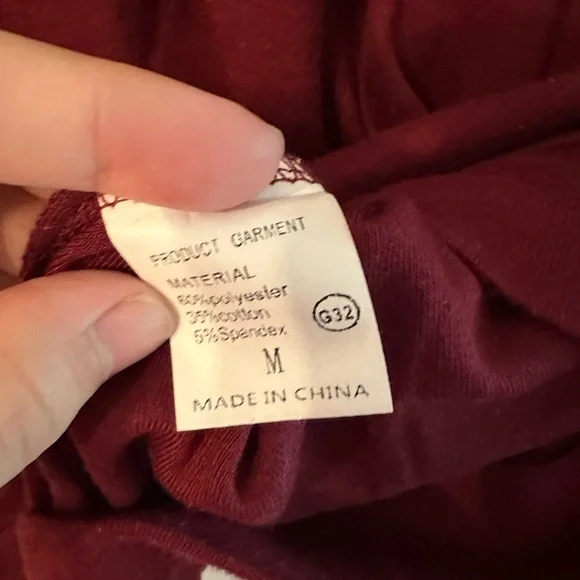 PRODUCT GARMENT
MATERIAL
60%polyester
35%cotton
5%Spandex
G32
M
MADE IN CHINA